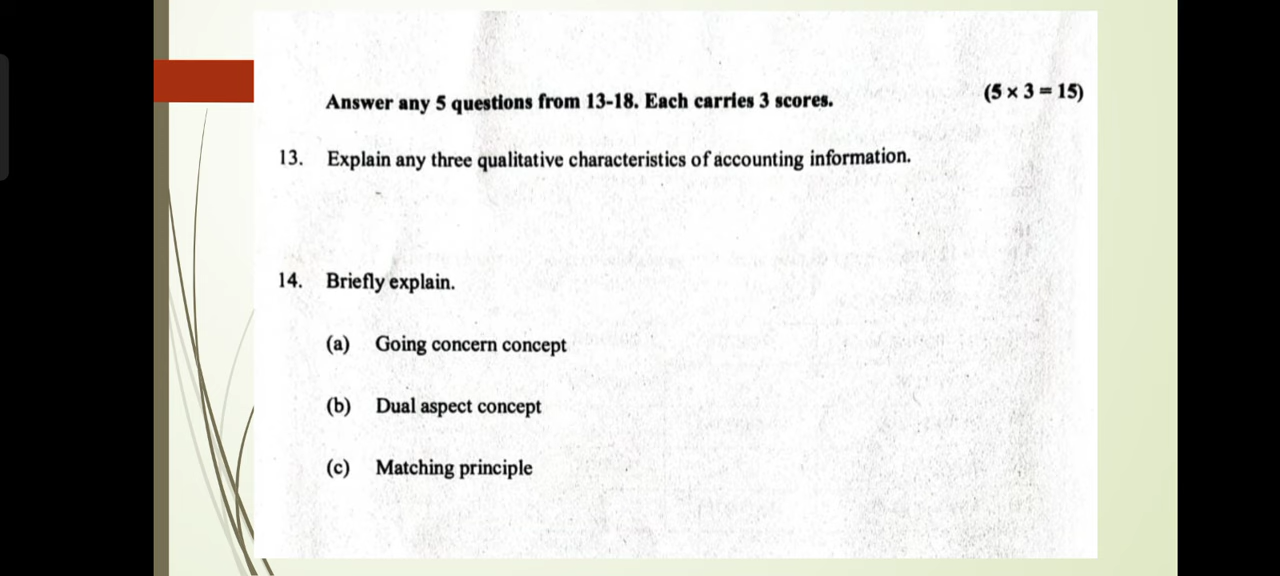 Answer any 5 questions from 13-18. Each carries 3 scores. (5 × 3 = 15)
13. Explain any three qualitative characteristics of accounting information.
14. Briefly explain.
(a) Going concern concept
(b) Dual aspect concept
(c) Matching principle